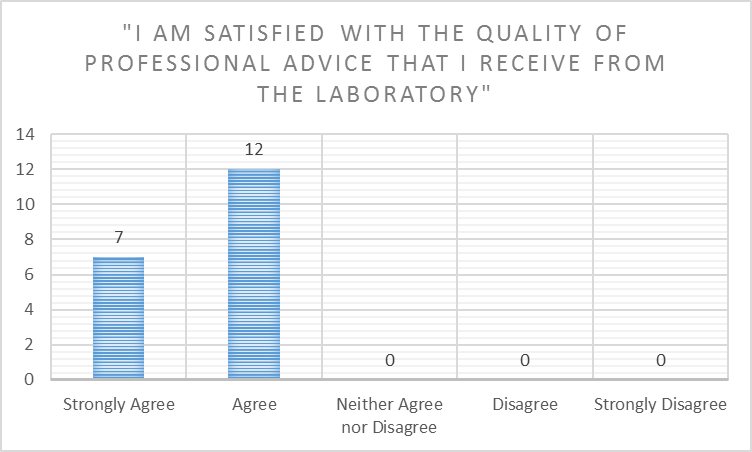 "I AM SATISFIED WITH THE QUALITY OF
PROFESSIONAL ADVICE THAT I RECEIVE FROM
THE LABORATORY"
14
12
10
8
6
4
2
0
7
12
0
0
0
Strongly Agree
Agree
Neither Agree
nor Disagree
Disagree
Strongly Disagree